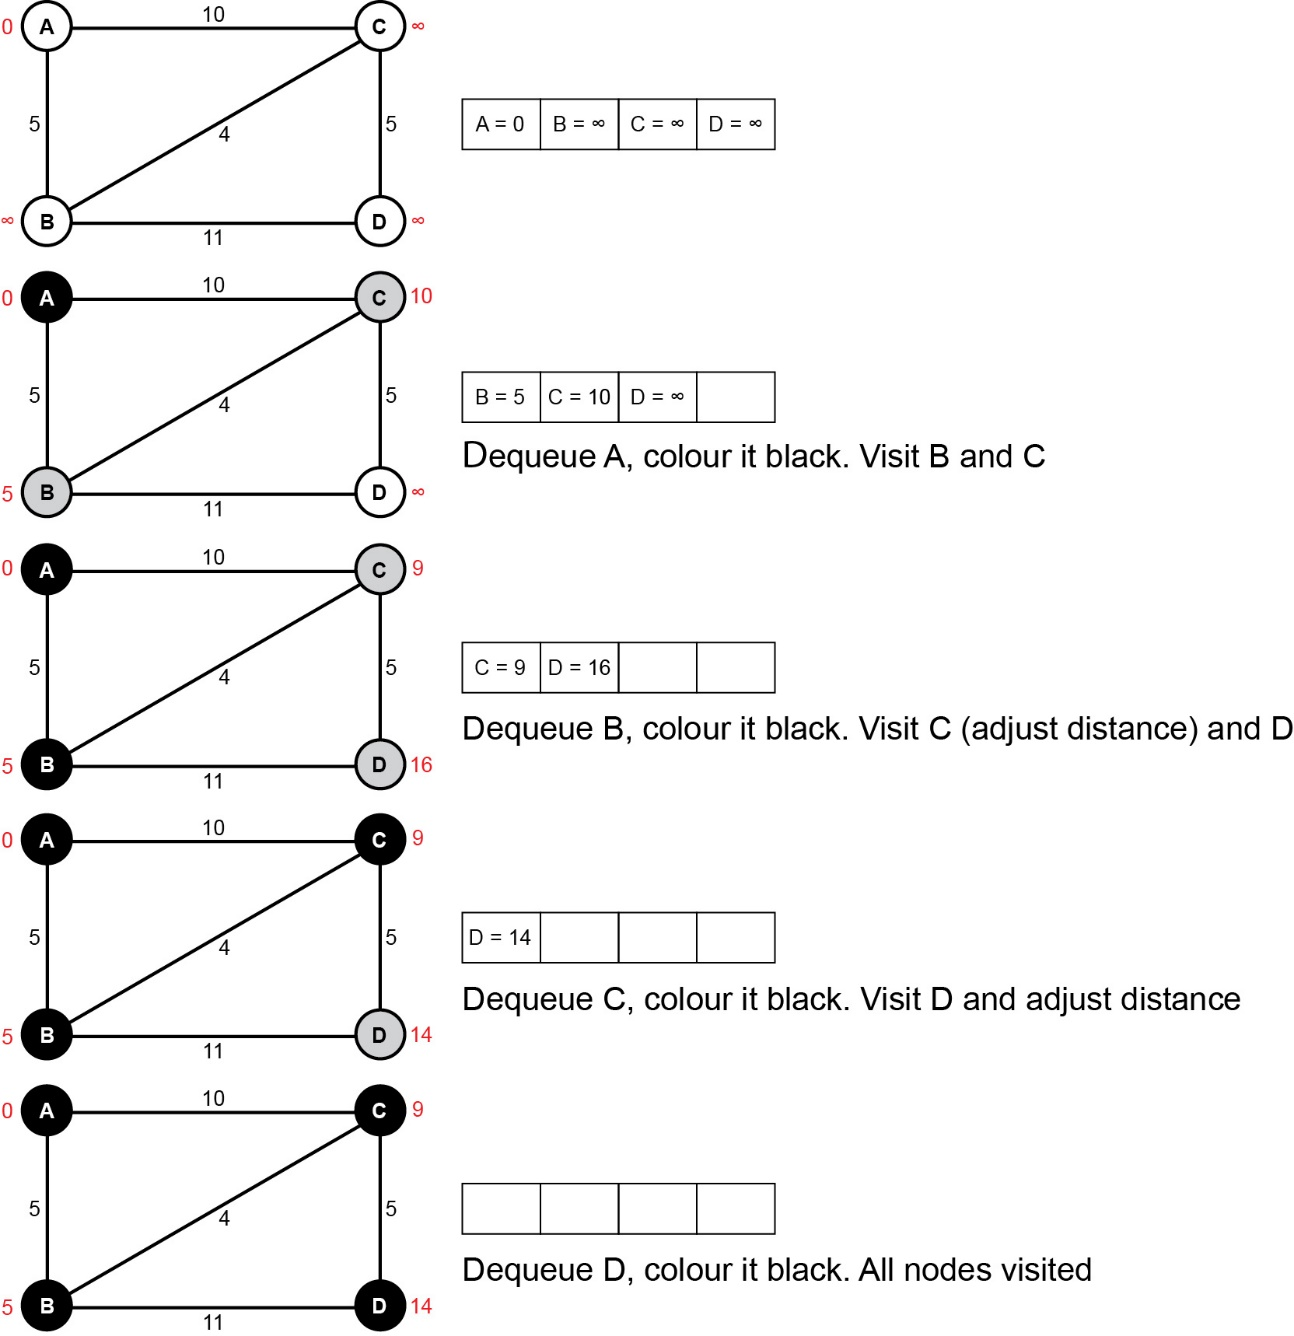 0 A 10 C ∞
5 4 5
A = 0 B = ∞ C = ∞ D = ∞
∞ B 11 D ∞
0 A 10 C 10
5 4 5
B = 5 C = 10 D = ∞
Dequeue A, colour it black. Visit B and C
5 B 11 D ∞
0 A 10 C 9
5 4 5
C = 9 D = 16
Dequeue B, colour it black. Visit C (adjust distance) and D
5 B 11 D 16
0 A 10 C 9
5 4 5
D = 14
Dequeue C, colour it black. Visit D and adjust distance
5 B 11 D 14
0 A 10 C 9
5 4 5
Dequeue D, colour it black. All nodes visited
5 B 11 D 14